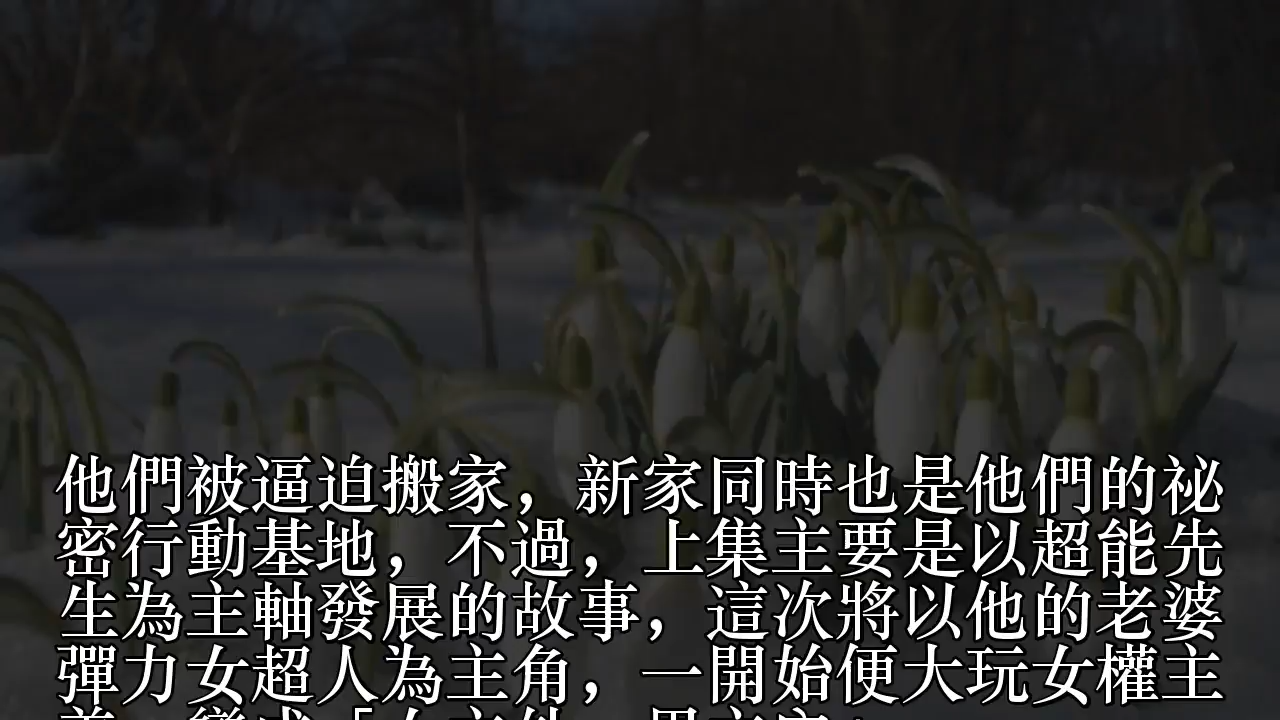 他們被逼迫搬家，新家同時也是他們的祕
密行動基地，不過，上集主要是以超能先
生為主軸發展的故事，這次將以他的老婆
彈力女超人為主角，一開始便大玩女權主